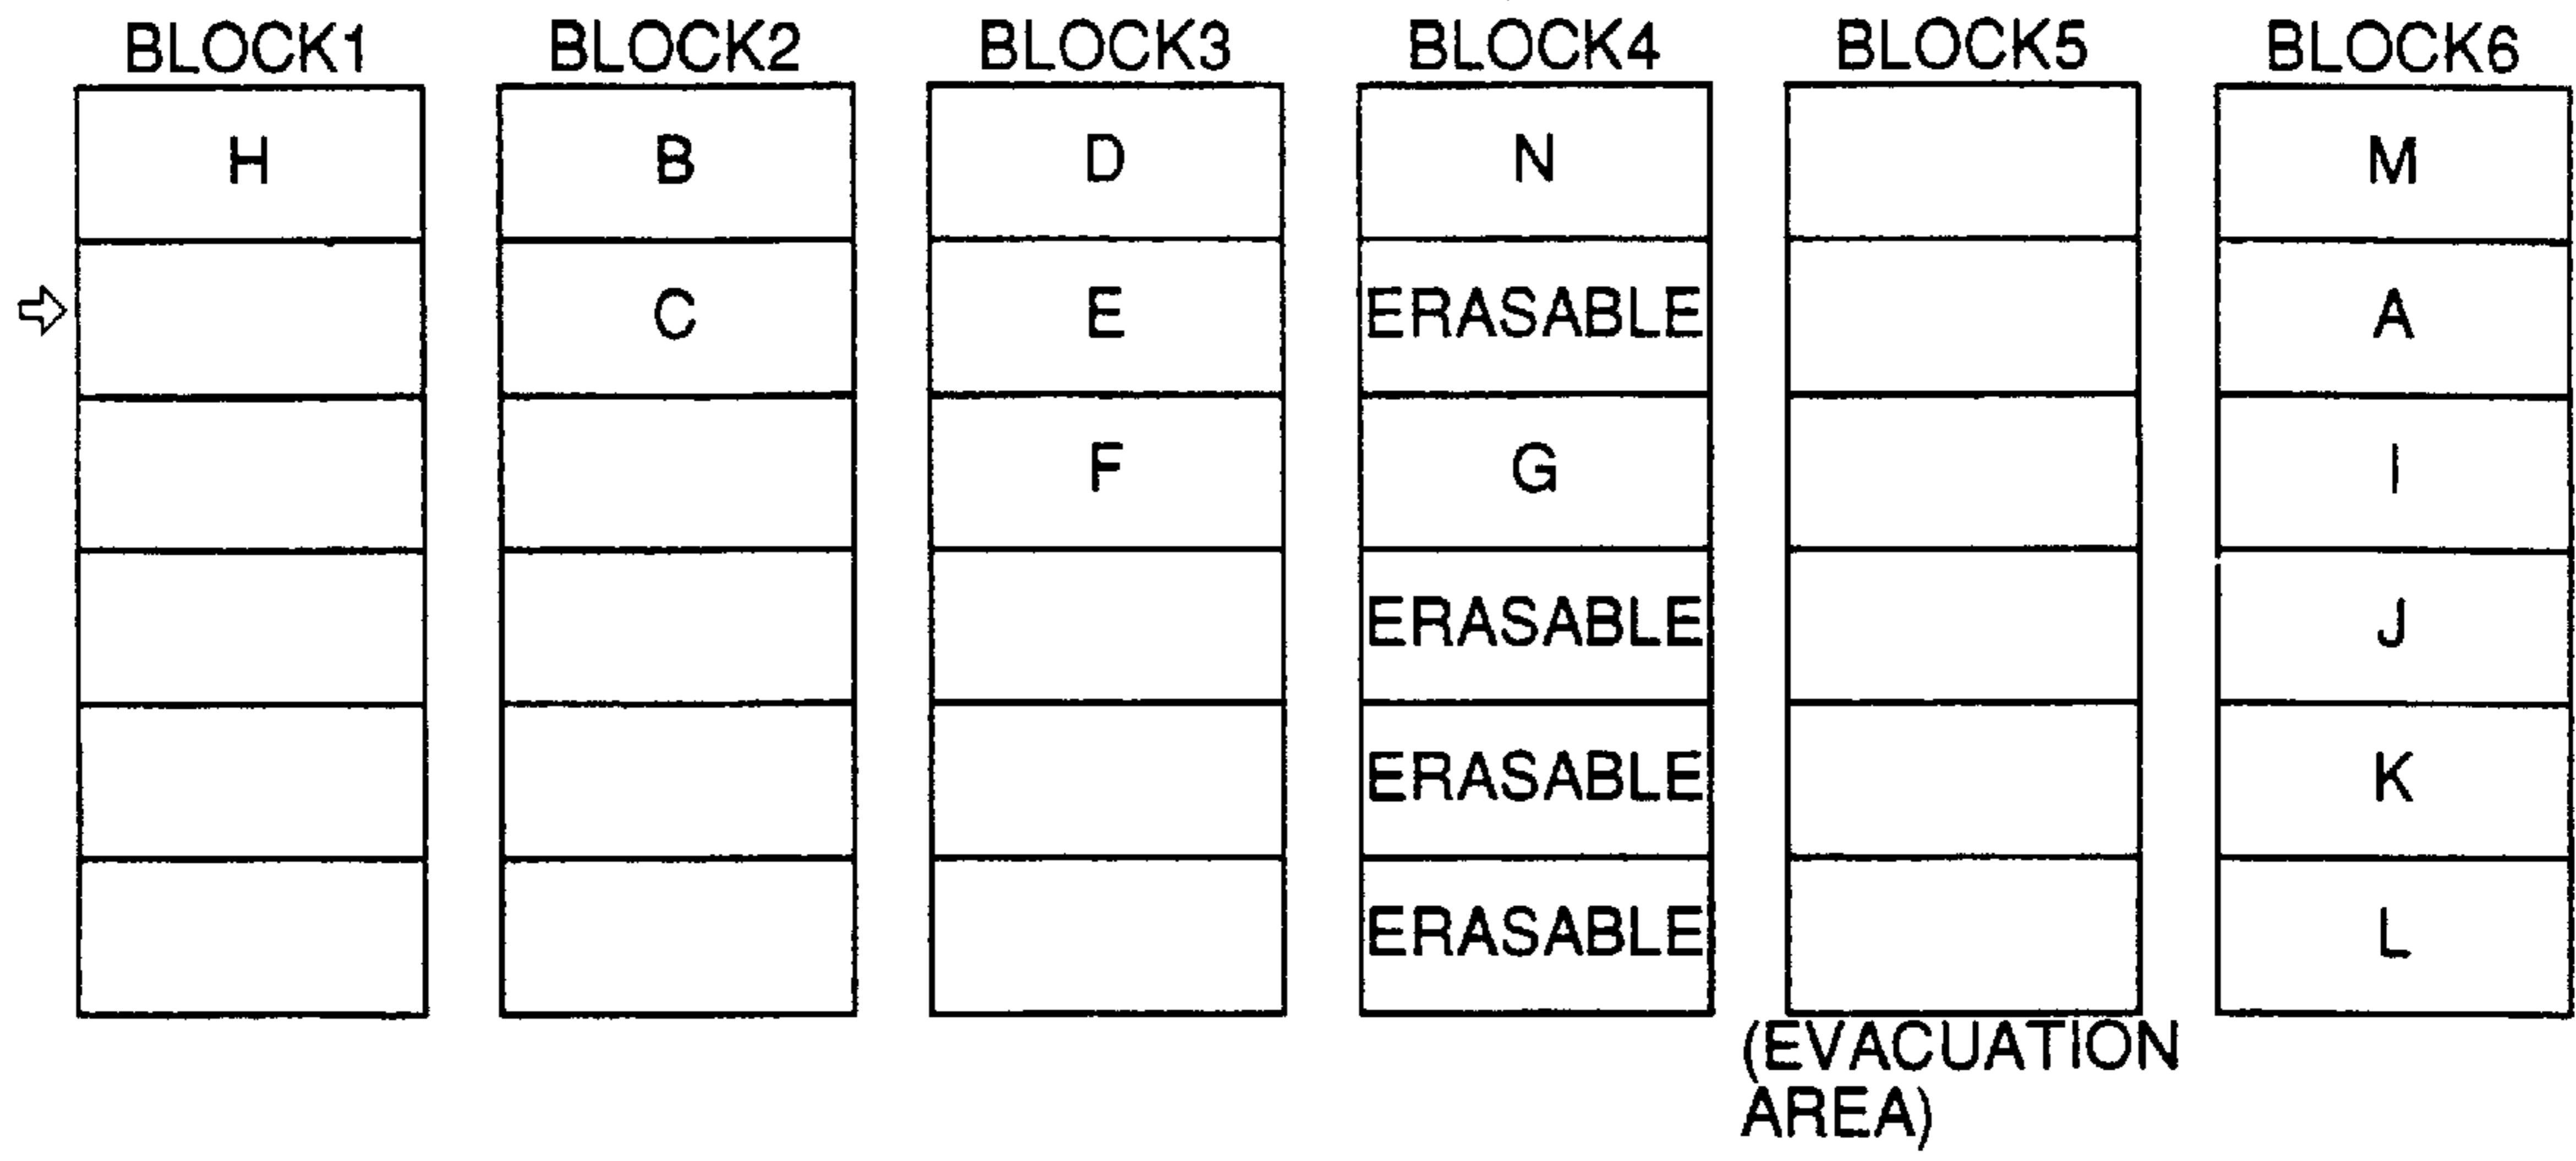 BLOCK1 BLOCK2 BLOCK3 BLOCK4 BLOCK5 BLOCK6
H B D N M
C E ERASABLE A
F G I
ERASABLE J
ERASABLE K
ERASABLE L
(EVACUATION
AREA)